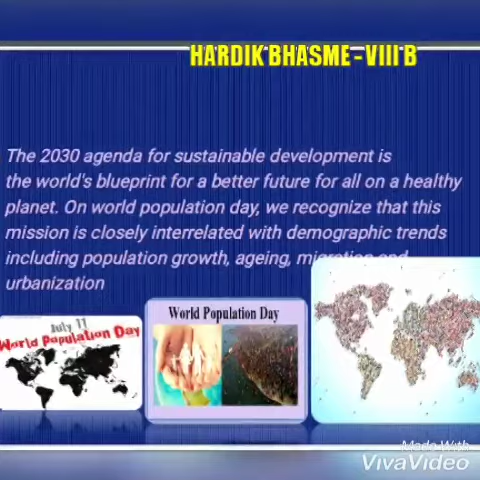 HARDIK BHASME - VIII B
The 2030 agenda for sustainable development is
the world's blueprint for a better future for all on a healthy
planet. On world population day, we recognize that this
mission is closely interrelated with demographic trends
including population growth, ageing, migration and
urbanization
July 11
World Population Day
World Population Day
Made With
VivaVideo